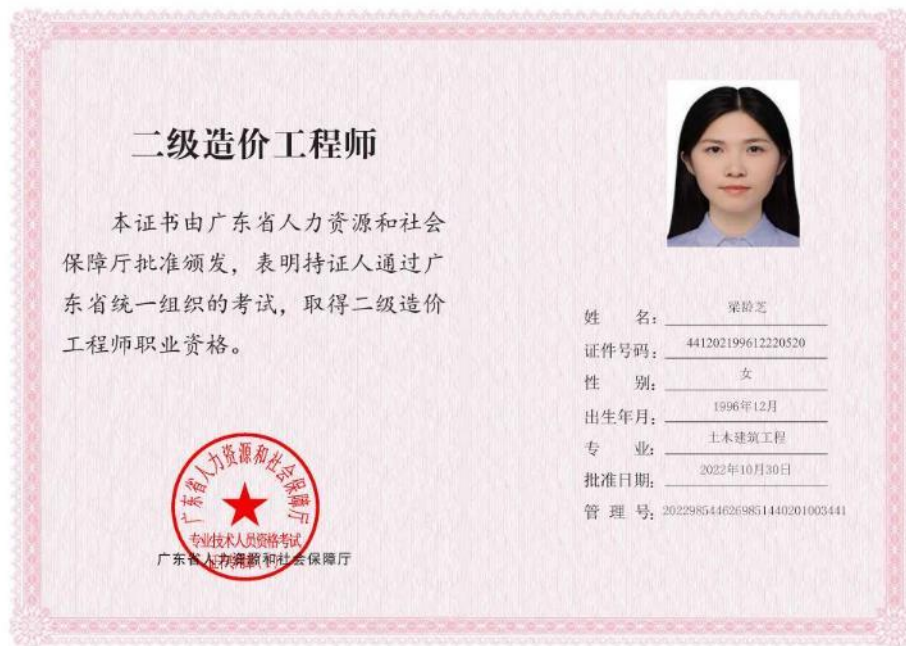 二级造价工程师
本证书由广东省人力资源和社会
保障厅批准颁发，表明持证人通过广
东省统一组织的考试，取得二级造价
工程师职业资格。
广东省人力资源和社会保障厅
专业技术人员资格考试
广东省人力资源和社会保障厅
姓名：梁龄芝
证件号码：441202199612220520
性别：女
出生年月：1996年12月
专业：土木建筑工程
批准日期：2022年10月30日
管理号：2022985446269851440201003441